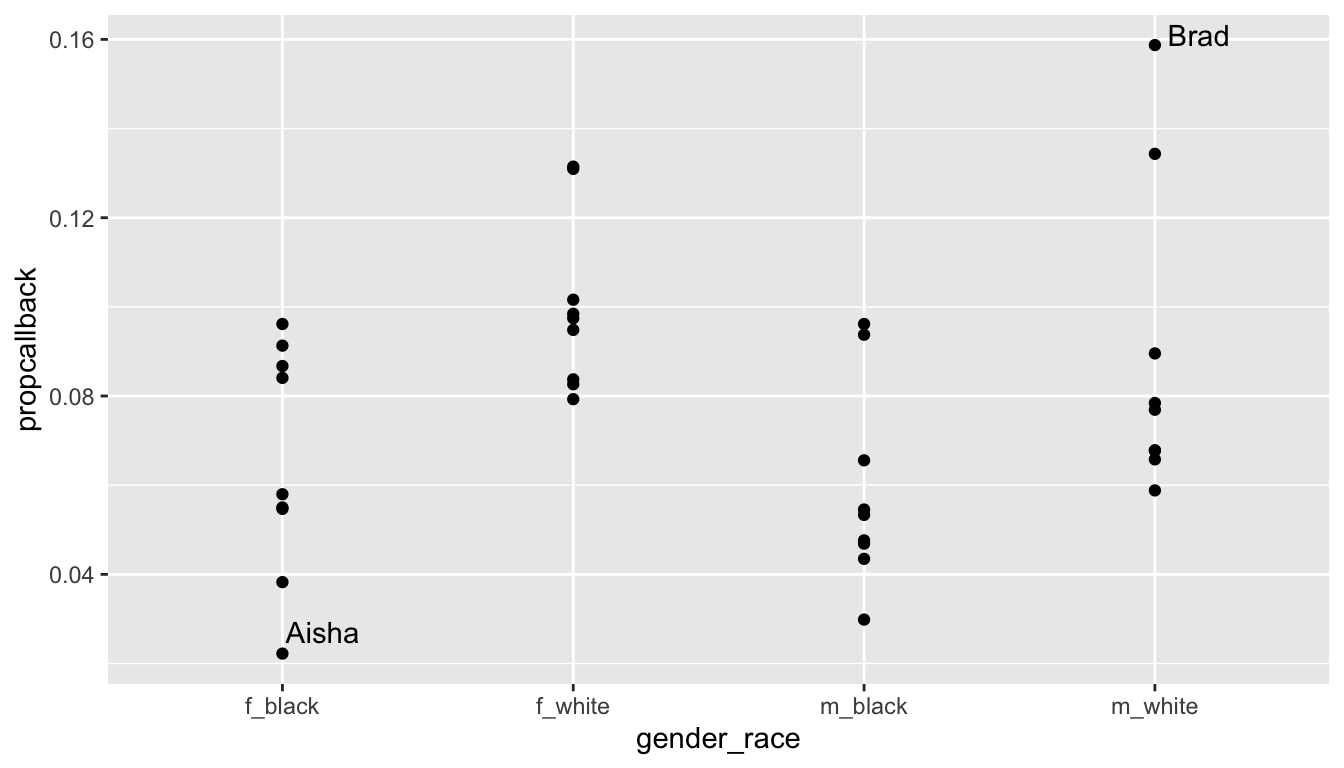 0.16
Brad
0.12
propcallback
0.08
0.04
Aisha
f_black
f_white
m_black
m_white
gender_race